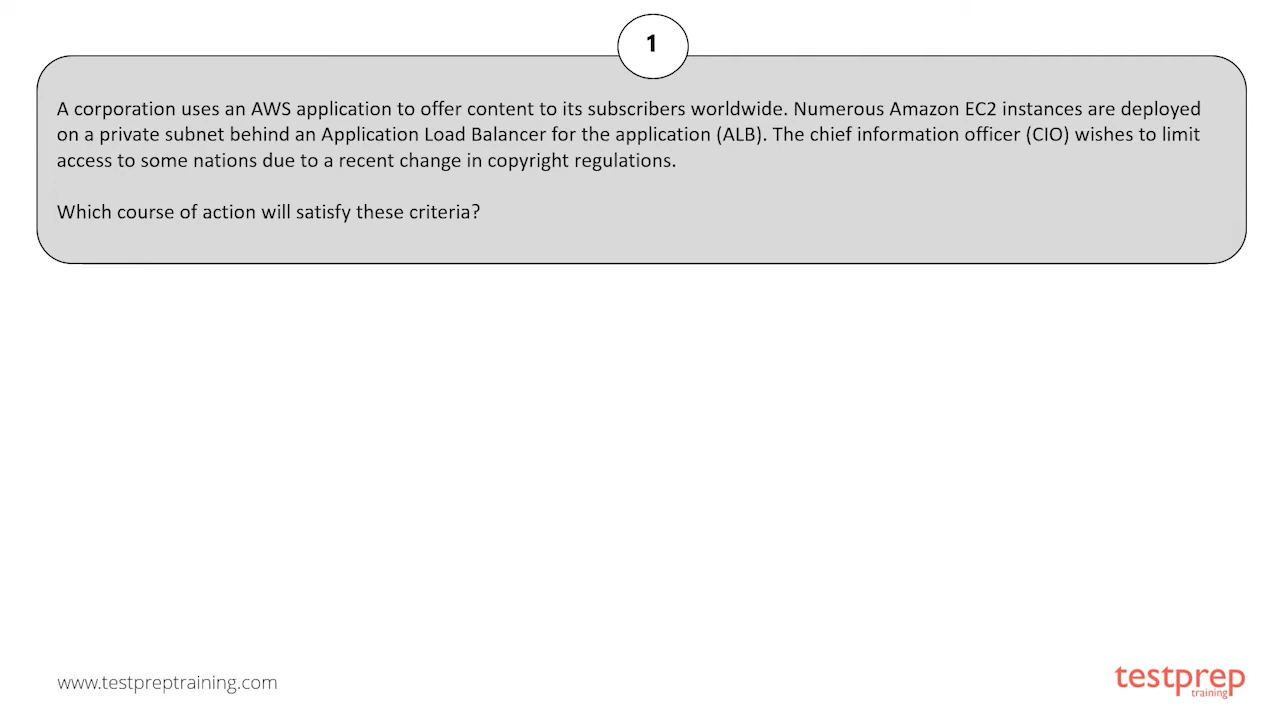 1
A corporation uses an AWS application to offer content to its subscribers worldwide. Numerous Amazon EC2 instances are deployed
on a private subnet behind an Application Load Balancer for the application (ALB). The chief information officer (CIO) wishes to limit
access to some nations due to a recent change in copyright regulations.
Which course of action will satisfy these criteria?
www.testpreptraining.com
testprep
training